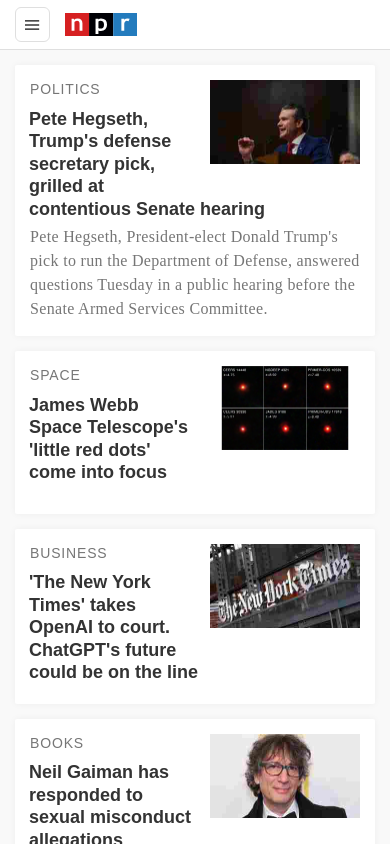 npr
POLITICS
Pete Hegseth,
Trump's defense
secretary pick,
grilled at
contentious Senate hearing
Pete Hegseth, President-elect Donald Trump's
pick to run the Department of Defense, answered
questions Tuesday in a public hearing before the
Senate Armed Services Committee.
SPACE
James Webb
Space Telescope's
'little red dots'
come into focus
BUSINESS
'The New York
Times' takes
OpenAI to court.
ChatGPT's future
could be on the line
The New York Times
BOOKS
Neil Gaiman has
responded to
sexual misconduct
allegations